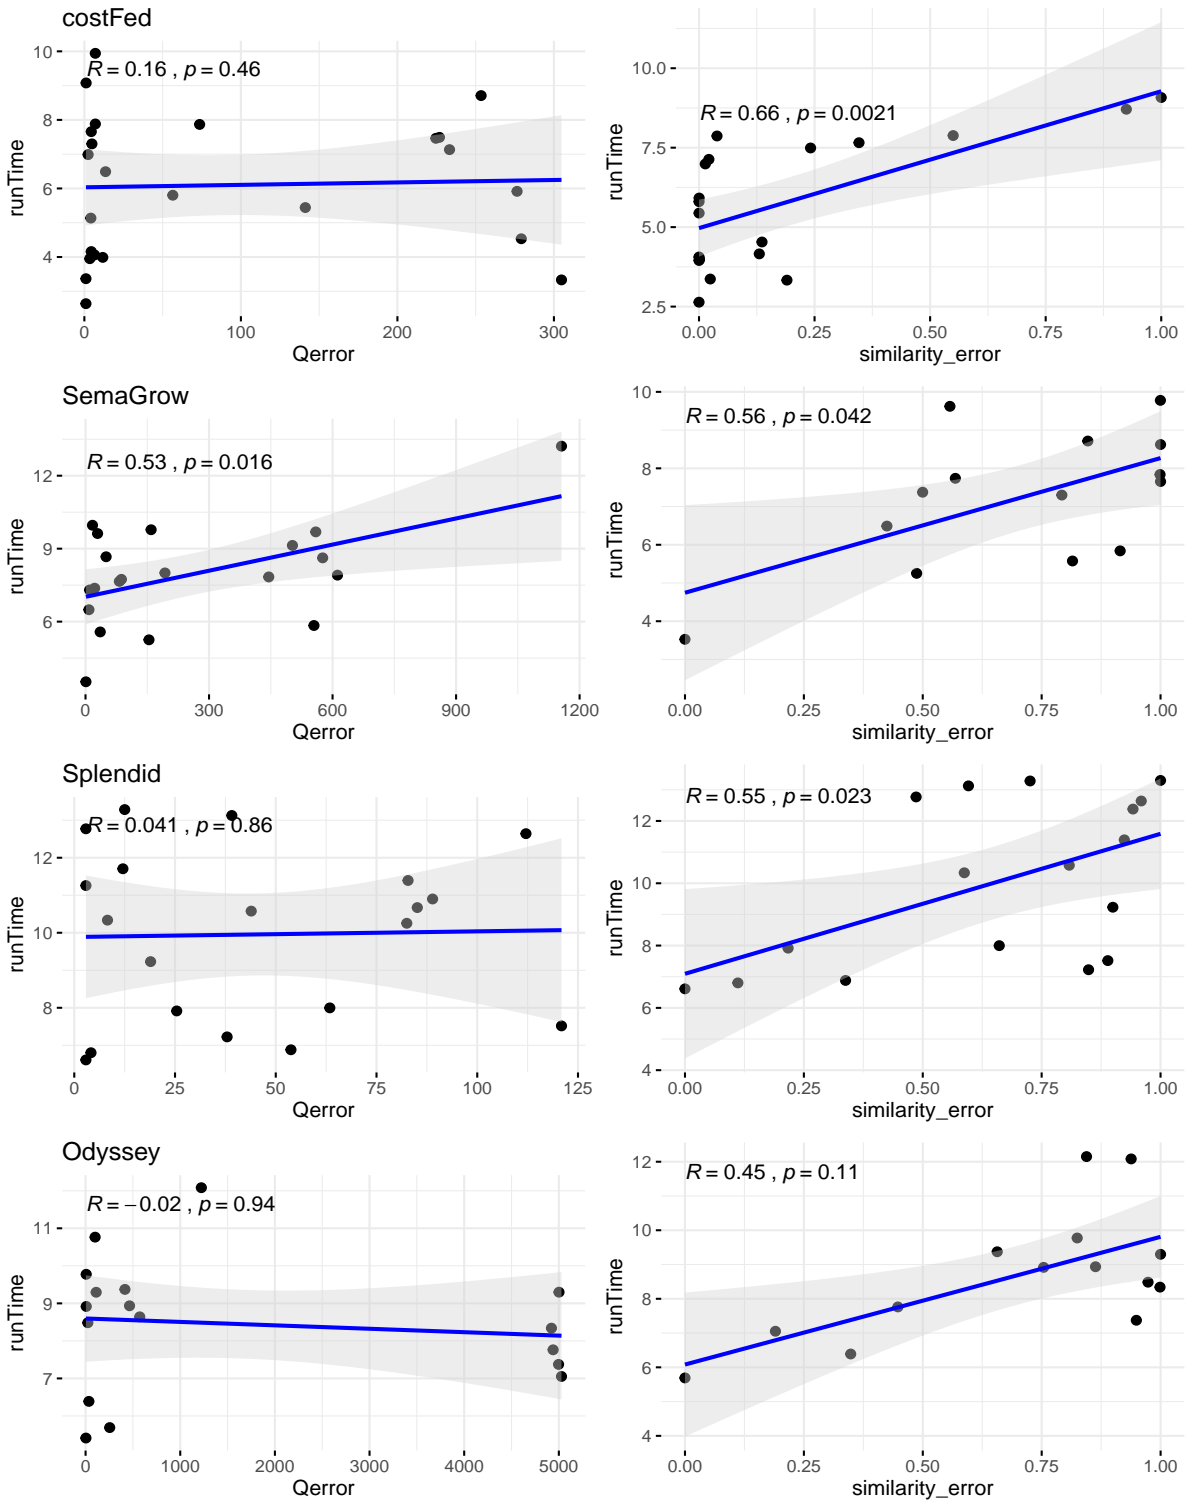 costFed
R = 0.16 , p = 0.46
runTime
10
8
6
4
0
100
200
300
Qerror
R = 0.66 , p = 0.0021
runTime
10.0
7.5
5.0
2.5
0.00
0.25
0.50
0.75
1.00
similarity_error
SemaGrow
R = 0.53 , p = 0.016
runTime
12
9
6
0
300
600
900
1200
Qerror
R = 0.56 , p = 0.042
runTime
10
8
6
4
0.00
0.25
0.50
0.75
1.00
similarity_error
Splendid
R = 0.041 , p = 0.86
runTime
12
10
8
0
25
50
75
100
125
Qerror
R = 0.55 , p = 0.023
runTime
12
10
8
6
4
0.00
0.25
0.50
0.75
1.00
similarity_error
Odyssey
R = −0.02 , p = 0.94
runTime
11
9
7
0
1000
2000
3000
4000
5000
Qerror
R = 0.45 , p = 0.11
runTime
12
10
8
6
4
0.00
0.25
0.50
0.75
1.00
similarity_error